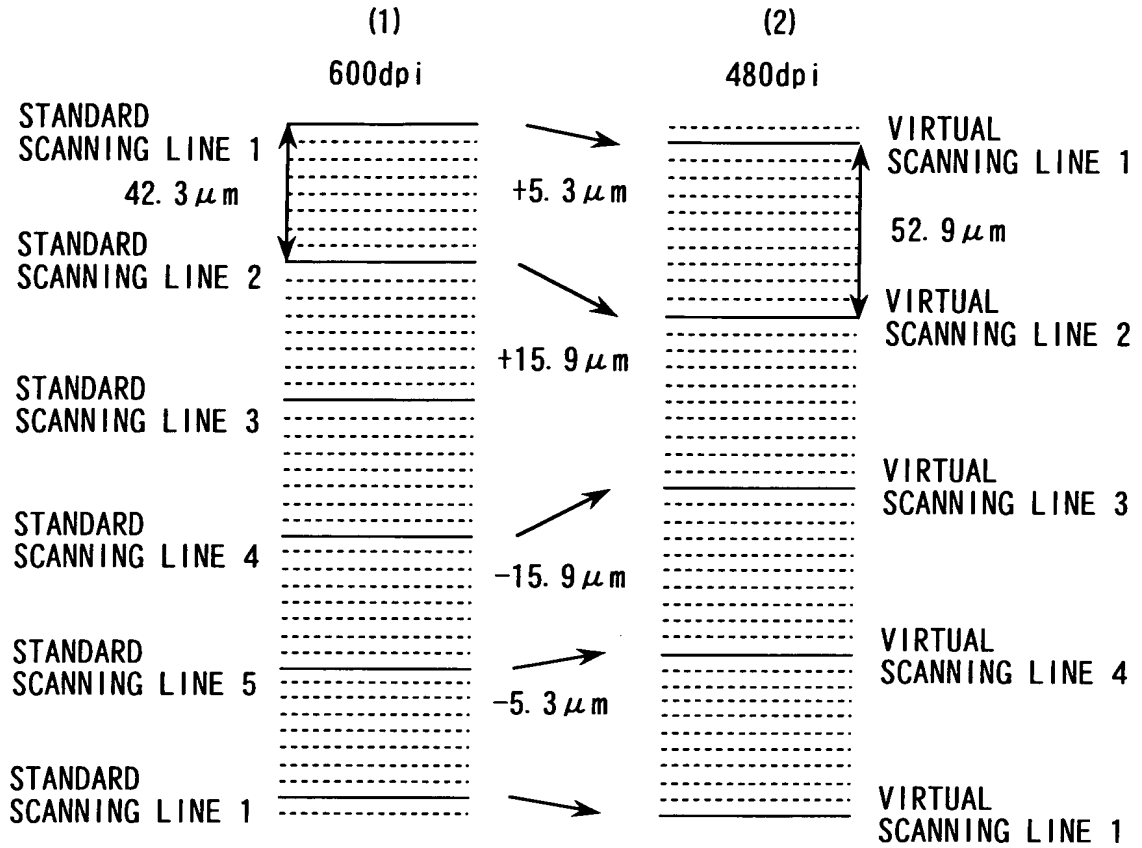 (1)
(2)
600dpi
480dpi
STANDARD
SCANNING LINE 1
VIRTUAL
SCANNING LINE 1
42.3μm
+5.3μm
52.9μm
STANDARD
SCANNING LINE 2
VIRTUAL
SCANNING LINE 2
+15.9μm
STANDARD
SCANNING LINE 3
VIRTUAL
SCANNING LINE 3
STANDARD
SCANNING LINE 4
−15.9μm
STANDARD
SCANNING LINE 5
VIRTUAL
SCANNING LINE 4
−5.3μm
STANDARD
SCANNING LINE 1
VIRTUAL
SCANNING LINE 1